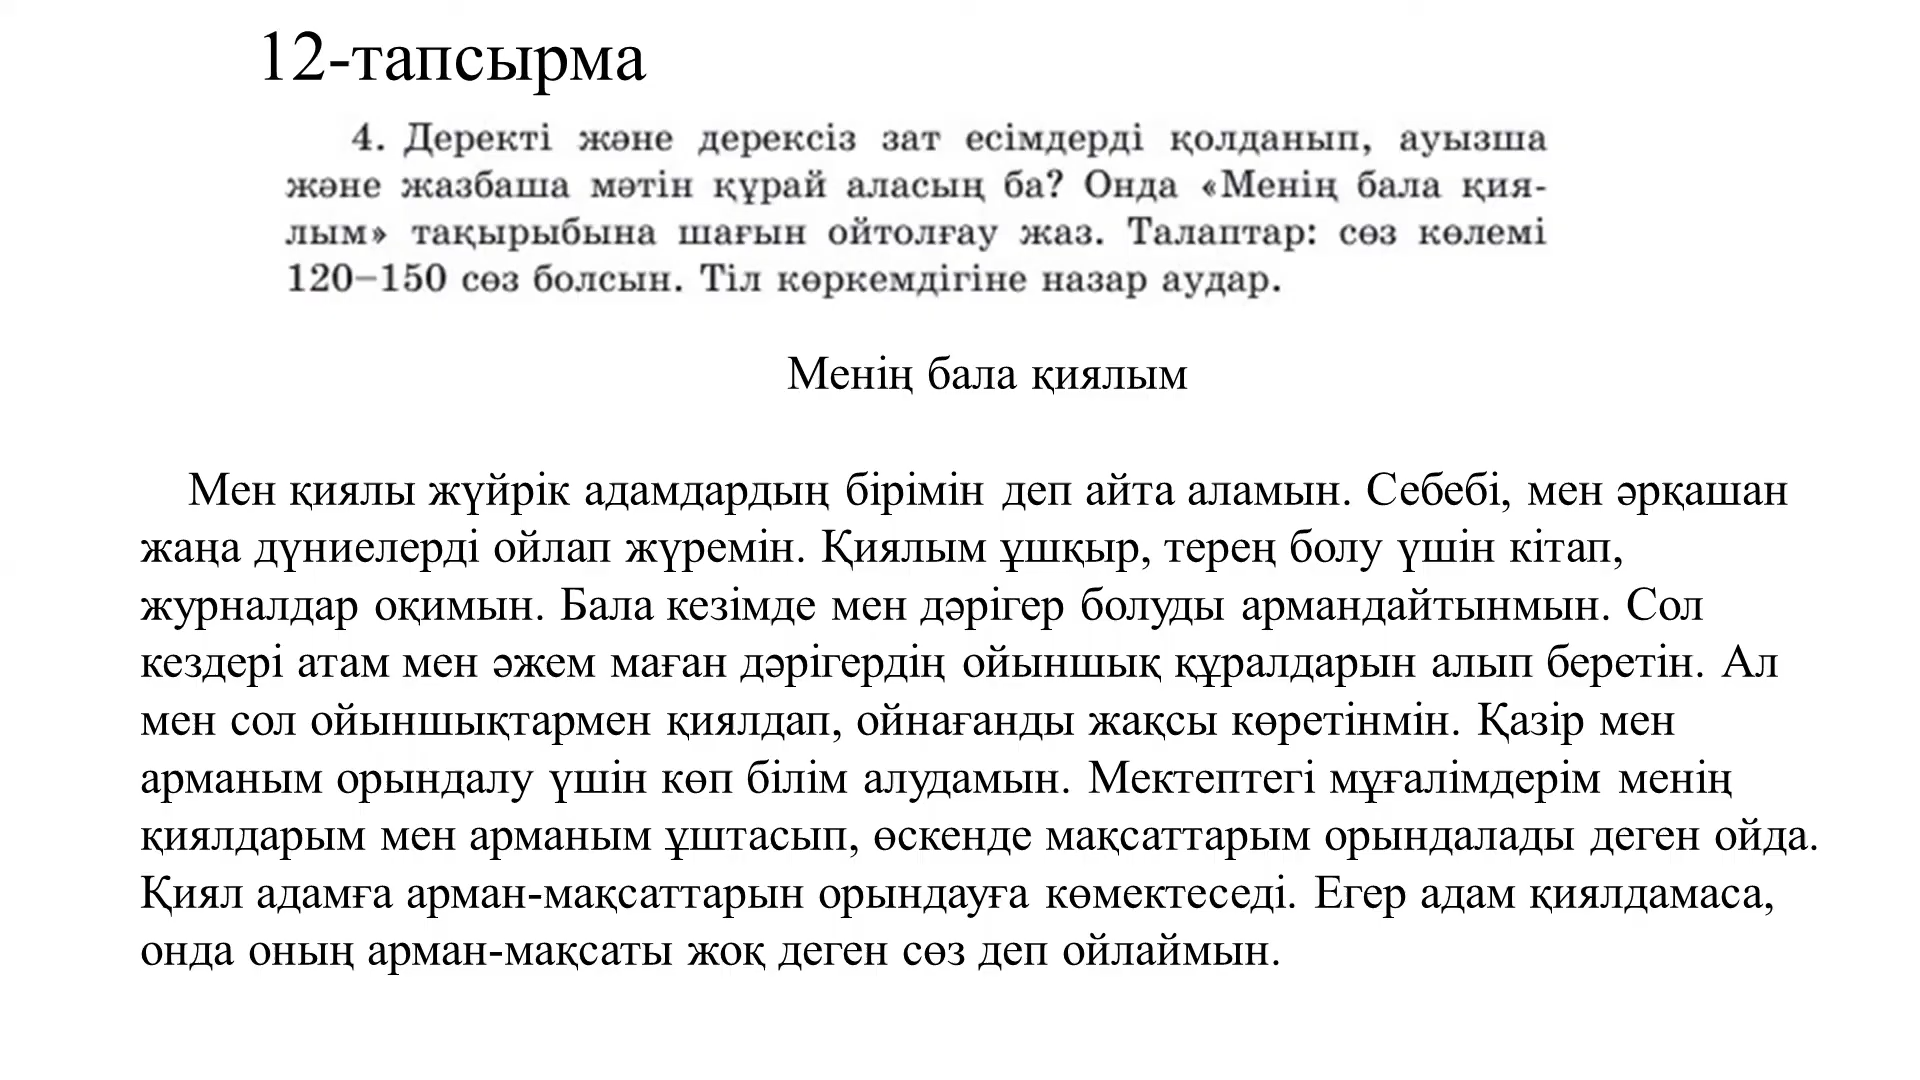 12-тапсырма
4. Деректі және дерексіз зат есімдерді қолданып, ауызша
және жазбаша мәтін құрай аласың ба? Онда «Менің бала қия-
лым» тақырыбына шағын ойтолғау жаз. Талаптар: сөз көлемі
120–150 сөз болсын. Тіл көркемдігіне назар аудар.
Менің бала қиялым
Мен қиялы жүйрік адамдардың бірімін деп айта аламын. Себебі, мен әрқашан
жаңа дүниелерді ойлап жүремін. Қиялым ұшқыр, терең болу үшін кітап,
журналдар оқимын. Бала кезімде мен дәрігер болуды армандайтынмын. Сол
кездері атам мен әжем маған дәрігердің ойыншық құралдарын алып беретін. Ал
мен сол ойыншықтармен қиялдап, ойнағанды жақсы көретінмін. Қазір мен
арманым орындалу үшін көп білім алудамын. Мектептегі мұғалімдерім менің
қиялдарым мен арманым ұштасып, өскенде мақсаттарым орындалады деген ойда.
Қиял адамға арман-мақсаттарын орындауға көмектеседі. Егер адам қиялдамаса,
онда оның арман-мақсаты жоқ деген сөз деп ойлаймын.